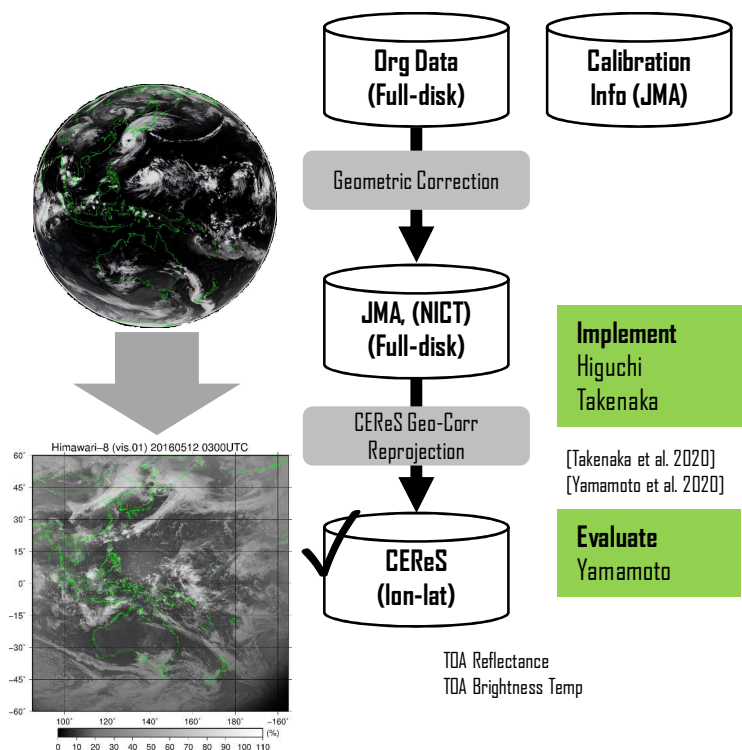 Org Data
(Full-disk)
Calibration
Info (JMA)
Geometric Correction
JMA, (NICT)
(Full-disk)
Implement
Higuchi
Takenaka
CEReS Geo-Corr
Reprojection
[Takenaka et al. 2020]
[Yamamoto et al. 2020]
Himawari-8 (vis.01) 20160512 0300UTC
60˚
45˚
30˚
15˚
0˚
-15˚
-30˚
-45˚
-60˚
100˚ 120˚ 140˚ 160˚ 180˚ -160˚
(%)
0 10 20 30 40 50 60 70 80 90 100 110
CEReS
(lon-lat)
Evaluate
Yamamoto
TOA Reflectance
TOA Brightness Temp